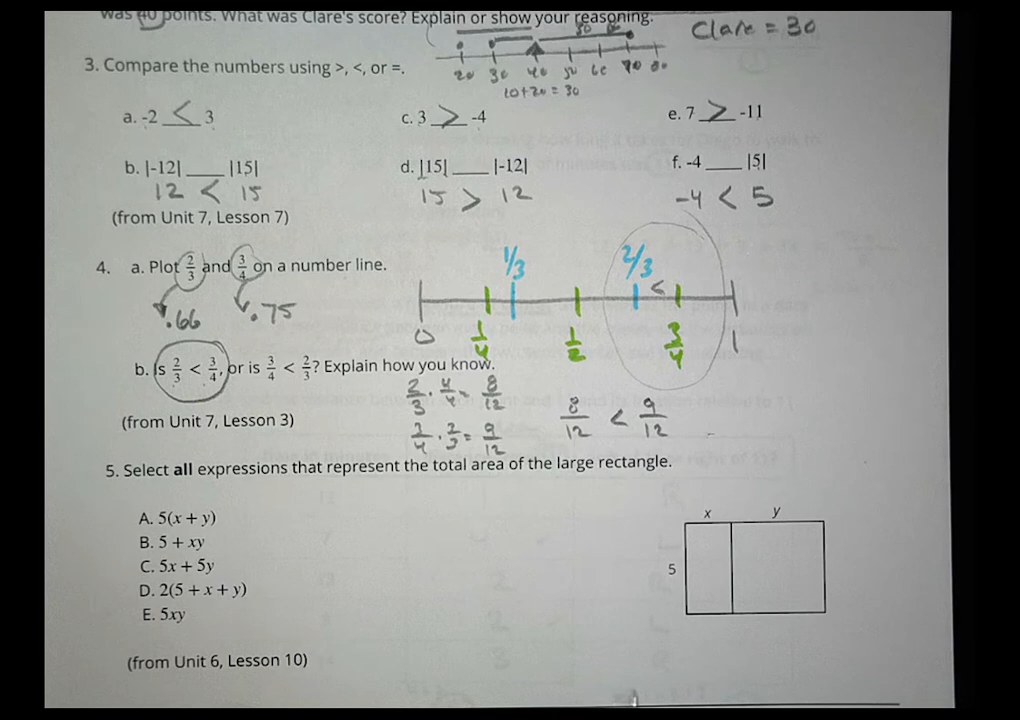 was 40 points. What was Clare's score? Explain or show your reasoning.
Clare = 30
20 30 40 50 60 70 80
10+20 = 30
3. Compare the numbers using >, <, or =.
a. -2 < 3
c. 3 > -4
e. 7 > -11
b. |-12| ____ |15|
d. |15| ____ |-12|
f. -4 ____ |5|
12 < 15
15 > 12
-4 < 5
(from Unit 7, Lesson 7)
4. a. Plot 2/3 and 3/4 on a number line.
1/3 2/3 <
.66 .75
0 1/4 1/2 3/4 1
b. Is 2/3 < 3/4, or is 3/4 < 2/3? Explain how you know.
2/3 · 4/4 = 8/12
8/12 < 9/12
(from Unit 7, Lesson 3)
3/4 · 3/3 = 9/12
5. Select all expressions that represent the total area of the large rectangle.
x y
A. 5(x + y)
B. 5 + xy
C. 5x + 5y
5
D. 2(5 + x + y)
E. 5xy
(from Unit 6, Lesson 10)